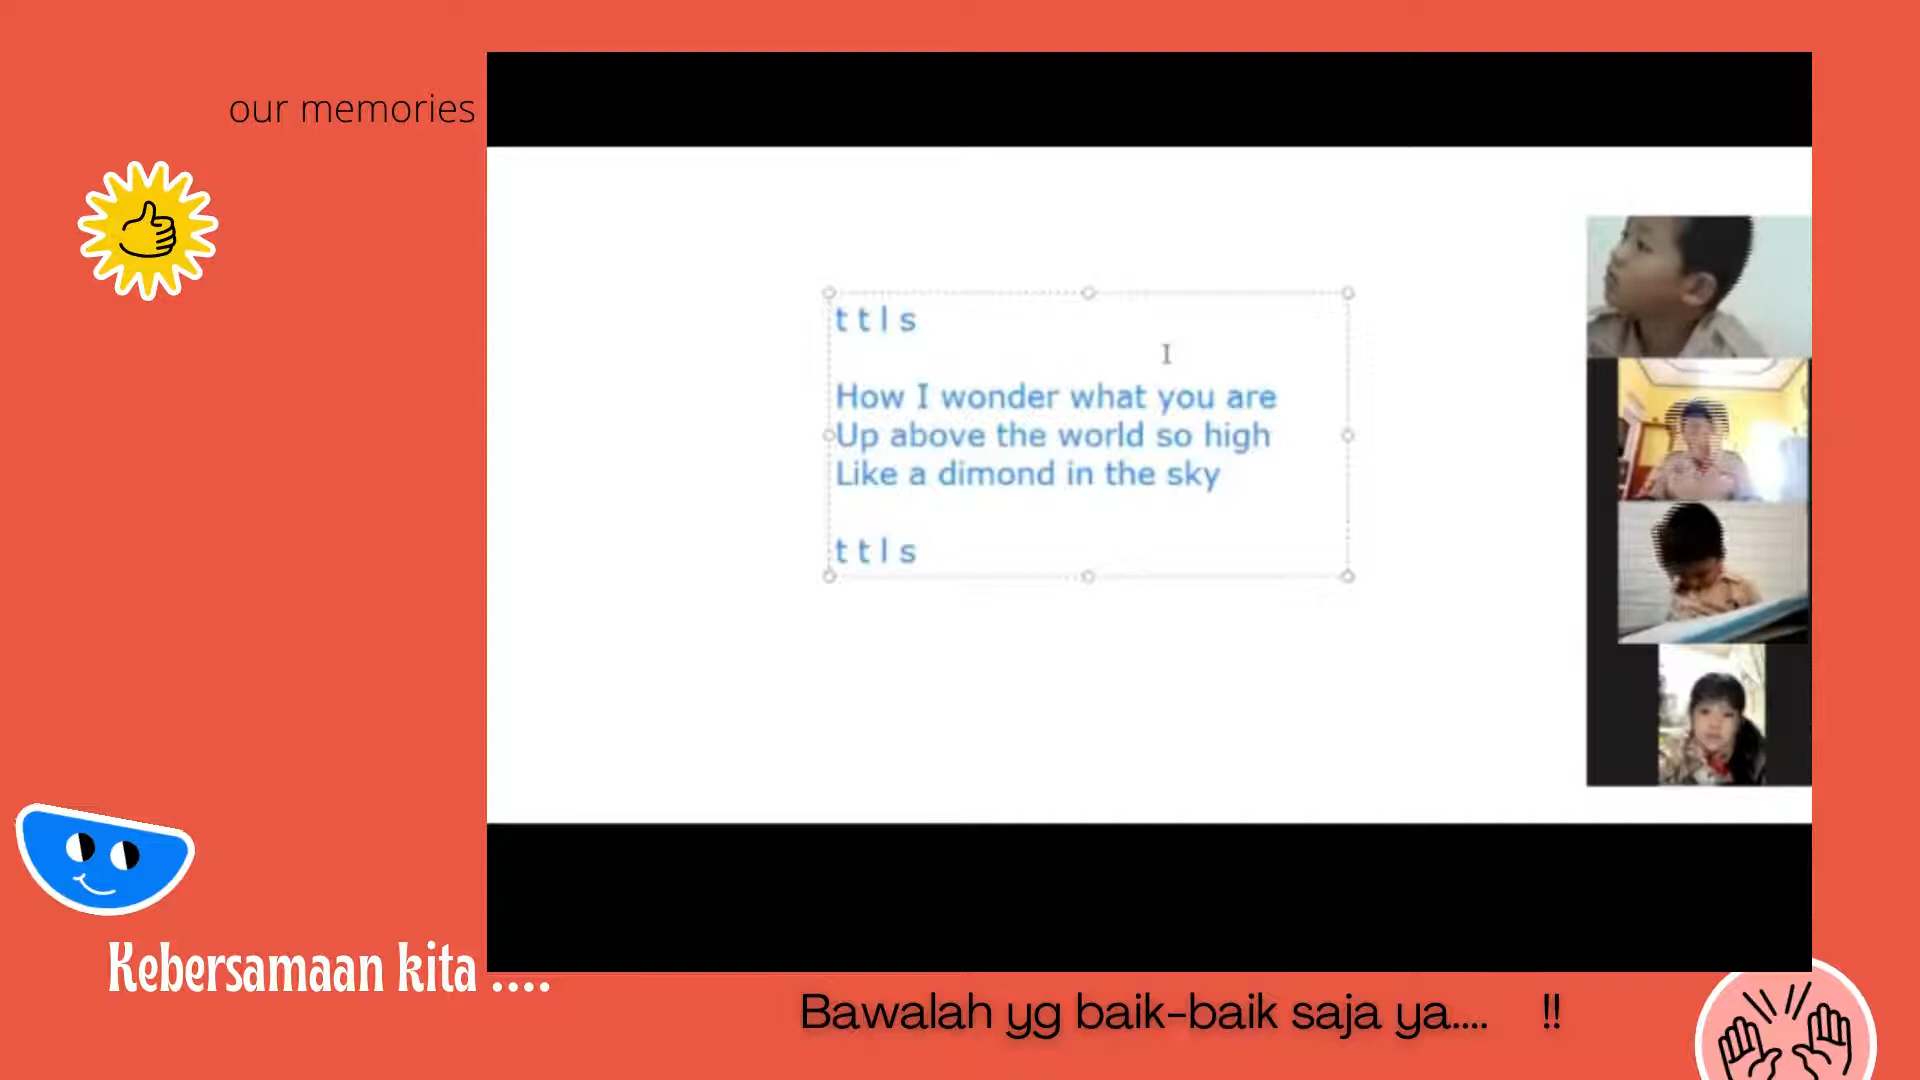 our memories
t t l s
How I wonder what you are
Up above the world so high
Like a dimond in the sky
t t l s
Kebersamaan kita ....
Bawalah yg baik-baik saja ya.... !!